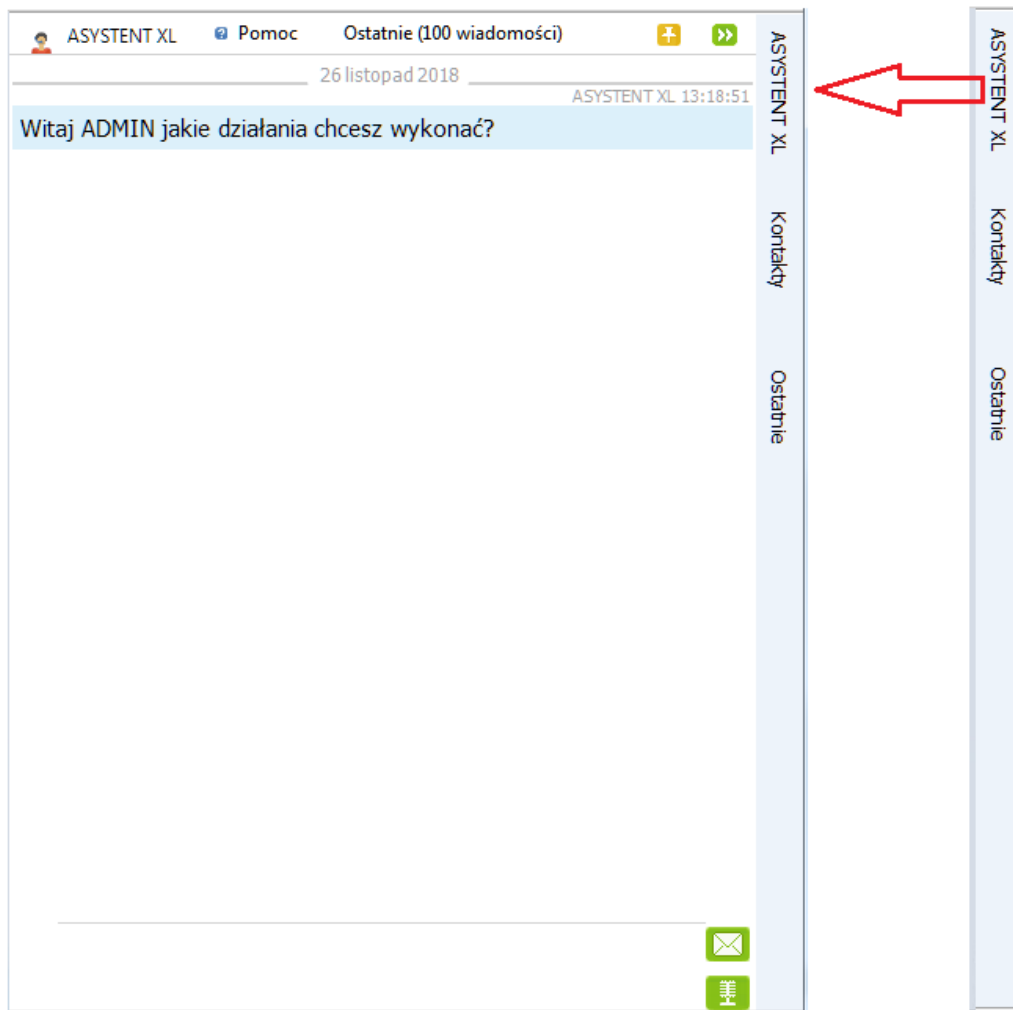 ASYSTENT XL Pomoc Ostatnie (100 wiadomości)
26 listopad 2018
ASYSTENT XL 13:18:51
Witaj ADMIN jakie działania chcesz wykonać?
ASYSTENT XL
Kontakty
Ostatnie
ASYSTENT XL
Kontakty
Ostatnie